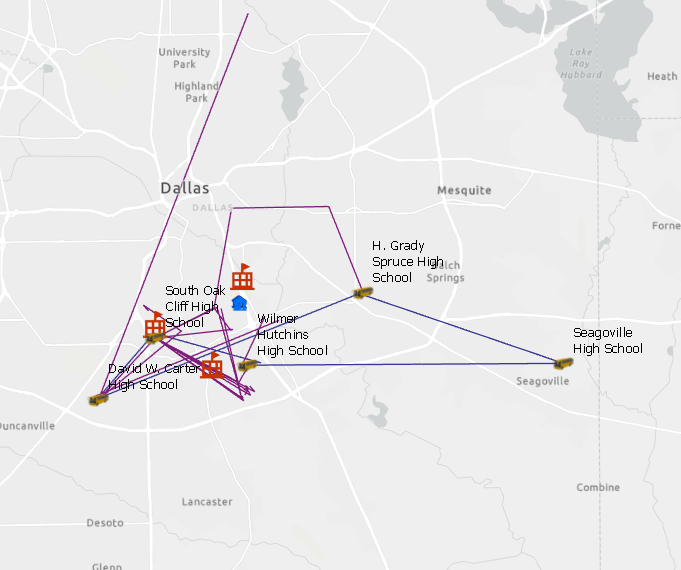 Lake
Ray
Hubbard
University
Park
Heath
Highland
Park
Dallas
DALLAS
Mesquite
Forne
H. Grady
Spruce High
School
Balch
Springs
South Oak
Cliff High
School
Wilmer
Hutchins
High School
Seagoville
High School
David W. Carter
High School
Seagoville
Duncanville
Combine
Lancaster
Desoto
Glenn